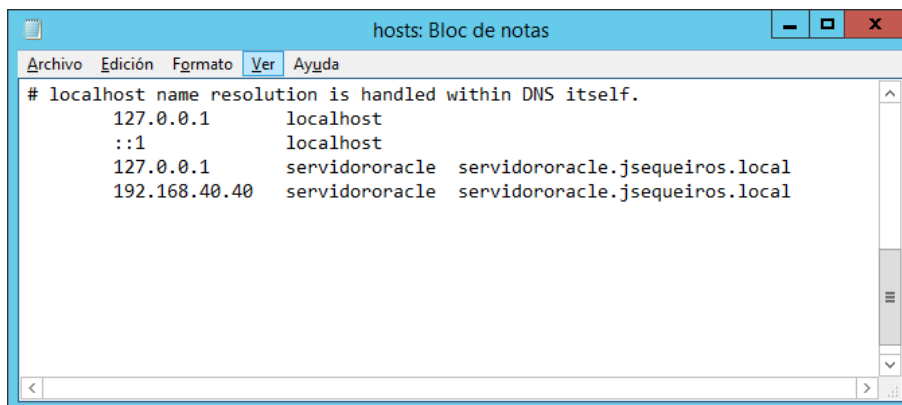 hosts: Bloc de notas
Archivo Edición Formato Ver Ayuda
# localhost name resolution is handled within DNS itself.
127.0.0.1 localhost
::1 localhost
127.0.0.1 servidororacle servidororacle.jsequeiros.local
192.168.40.40 servidororacle servidororacle.jsequeiros.local